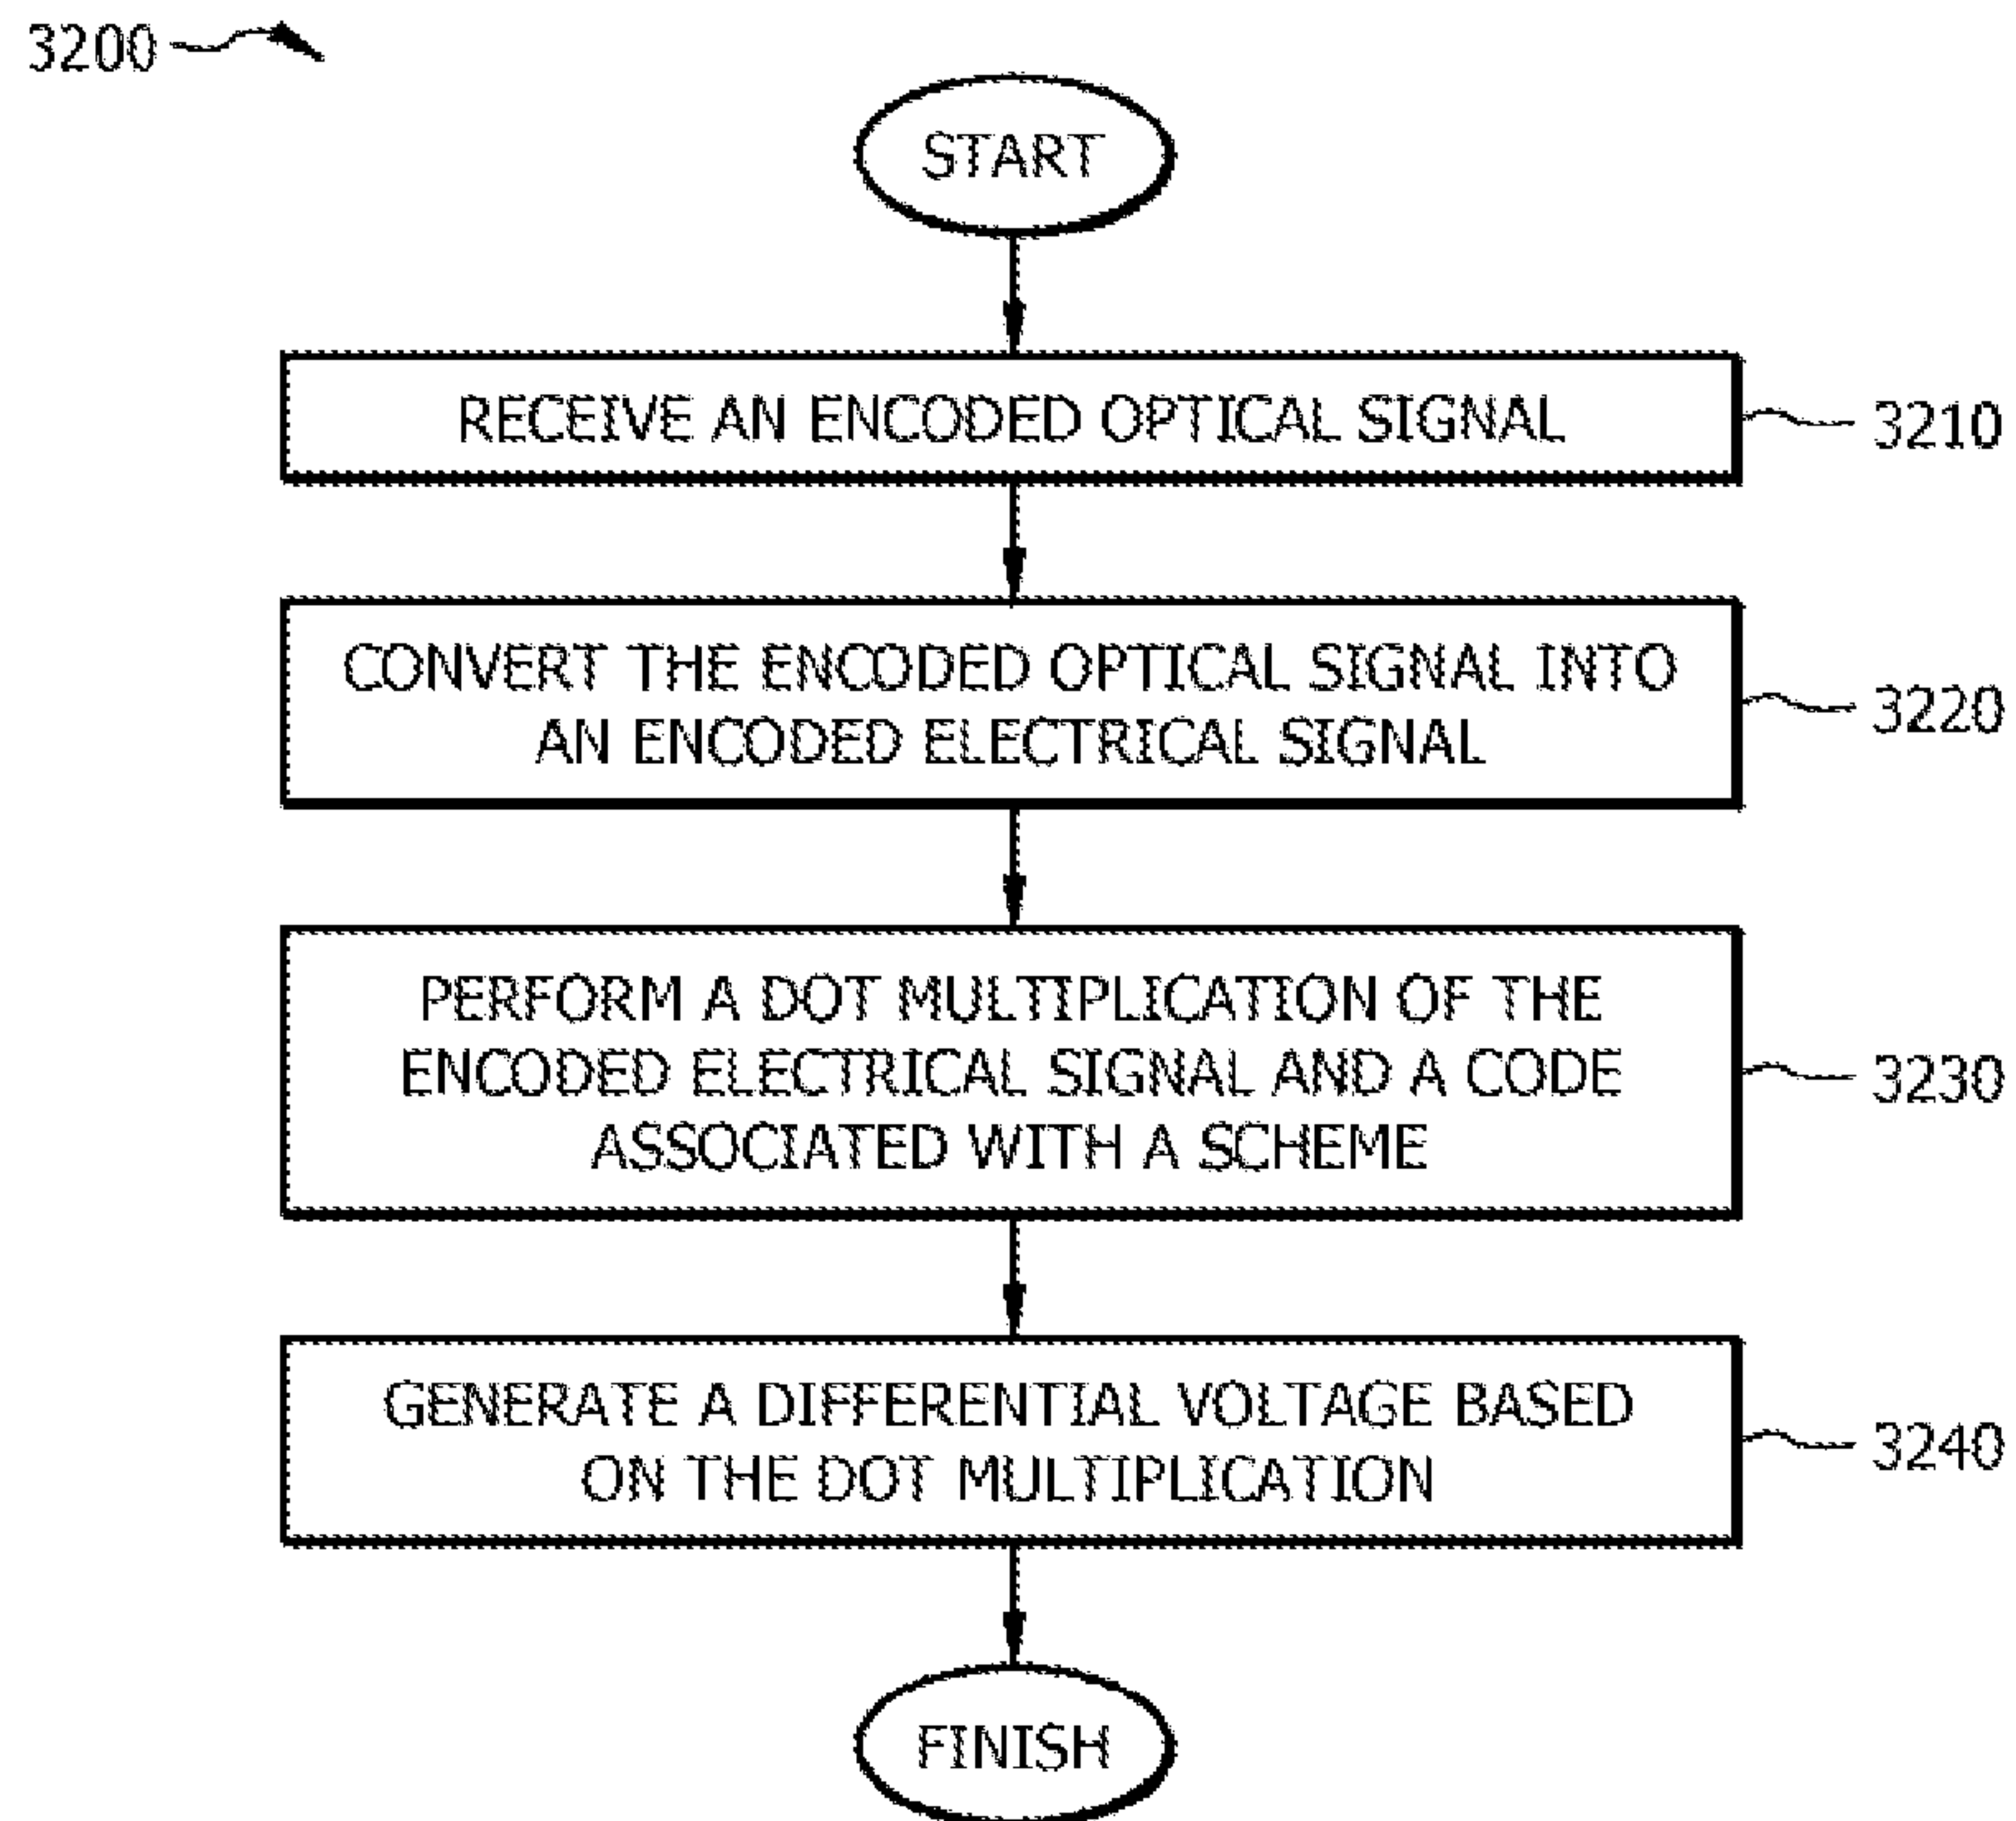 3200
START
RECEIVE AN ENCODED OPTICAL SIGNAL
3210
CONVERT THE ENCODED OPTICAL SIGNAL INTO
AN ENCODED ELECTRICAL SIGNAL
3220
PERFORM A DOT MULTIPLICATION OF THE
ENCODED ELECTRICAL SIGNAL AND A CODE
ASSOCIATED WITH A SCHEME
3230
GENERATE A DIFFERENTIAL VOLTAGE BASED
ON THE DOT MULTIPLICATION
3240
FINISH